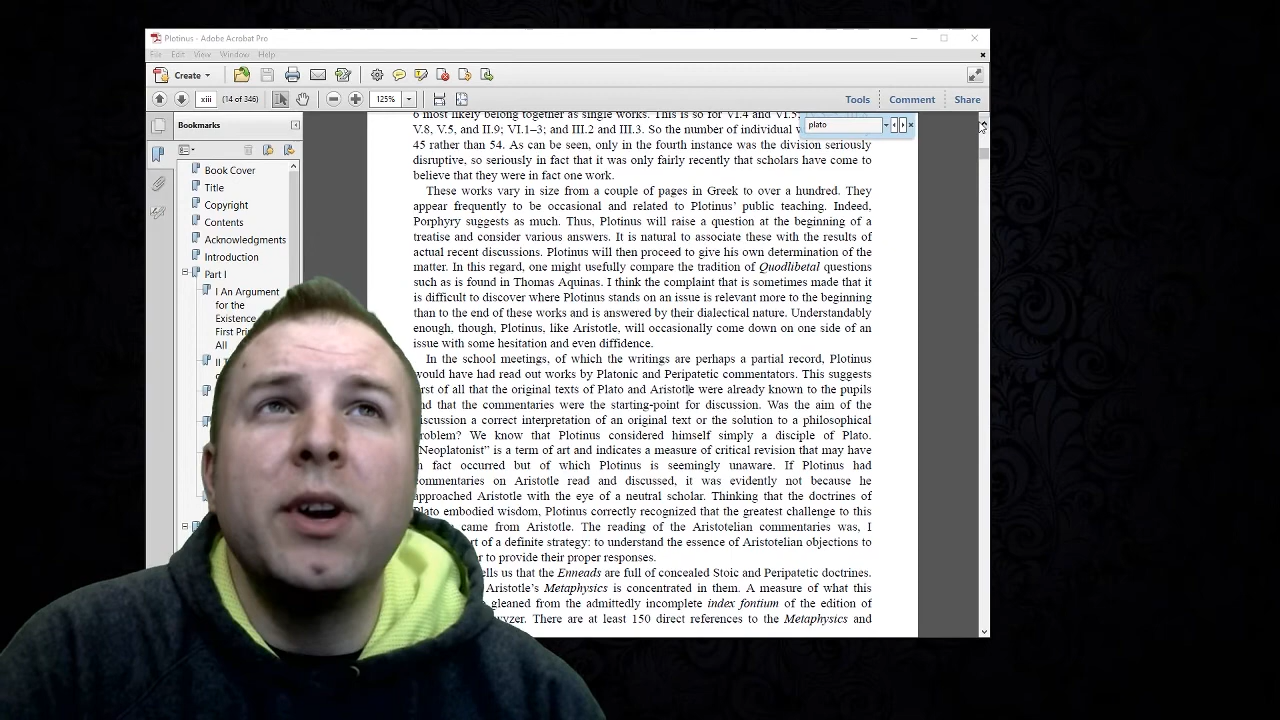 Plotinus - Adobe Acrobat Pro
File Edit View Window Help
Create
xiii (14 of 346) 125% Tools Comment Share
Bookmarks
plato
Book Cover
Title
Copyright
Contents
Acknowledgments
Introduction
Part I
I An Argument
for the
Existence
First Prin
All
II T
6 most likely belong together as single works. This is so for VI.4 and VI.5,
V.8, V.5, and II.9; VI.1–3; and III.2 and III.3. So the number of individual w
45 rather than 54. As can be seen, only in the fourth instance was the division seriously
disruptive, so seriously in fact that it was only fairly recently that scholars have come to
believe that they were in fact one work.
These works vary in size from a couple of pages in Greek to over a hundred. They
appear frequently to be occasional and related to Plotinus’ public teaching. Indeed,
Porphyry suggests as much. Thus, Plotinus will raise a question at the beginning of a
treatise and consider various answers. It is natural to associate these with the results of
actual recent discussions. Plotinus will then proceed to give his own determination of the
matter. In this regard, one might usefully compare the tradition of Quodlibetal questions
such as is found in Thomas Aquinas. I think the complaint that is sometimes made that it
is difficult to discover where Plotinus stands on an issue is relevant more to the beginning
than to the end of these works and is answered by their dialectical nature. Understandably
enough, though, Plotinus, like Aristotle, will occasionally come down on one side of an
issue with some hesitation and even diffidence.
In the school meetings, of which the writings are perhaps a partial record, Plotinus
would have had read out works by Platonic and Peripatetic commentators. This suggests
rst of all that the original texts of Plato and Aristotle were already known to the pupils
nd that the commentaries were the starting-point for discussion. Was the aim of the
iscussion a correct interpretation of an original text or the solution to a philosophical
roblem? We know that Plotinus considered himself simply a disciple of Plato.
“Neoplatonist” is a term of art and indicates a measure of critical revision that may have
n fact occurred but of which Plotinus is seemingly unaware. If Plotinus had
commentaries on Aristotle read and discussed, it was evidently not because he
approached Aristotle with the eye of a neutral scholar. Thinking that the doctrines of
Plato embodied wisdom, Plotinus correctly recognized that the greatest challenge to this
came from Aristotle. The reading of the Aristotelian commentaries was, I
rt of a definite strategy: to understand the essence of Aristotelian objections to
r to provide their proper responses.
ells us that the Enneads are full of concealed Stoic and Peripatetic doctrines.
Aristotle’s Metaphysics is concentrated in them. A measure of what this
gleaned from the admittedly incomplete index fontium of the edition of
yzer. There are at least 150 direct references to the Metaphysics and